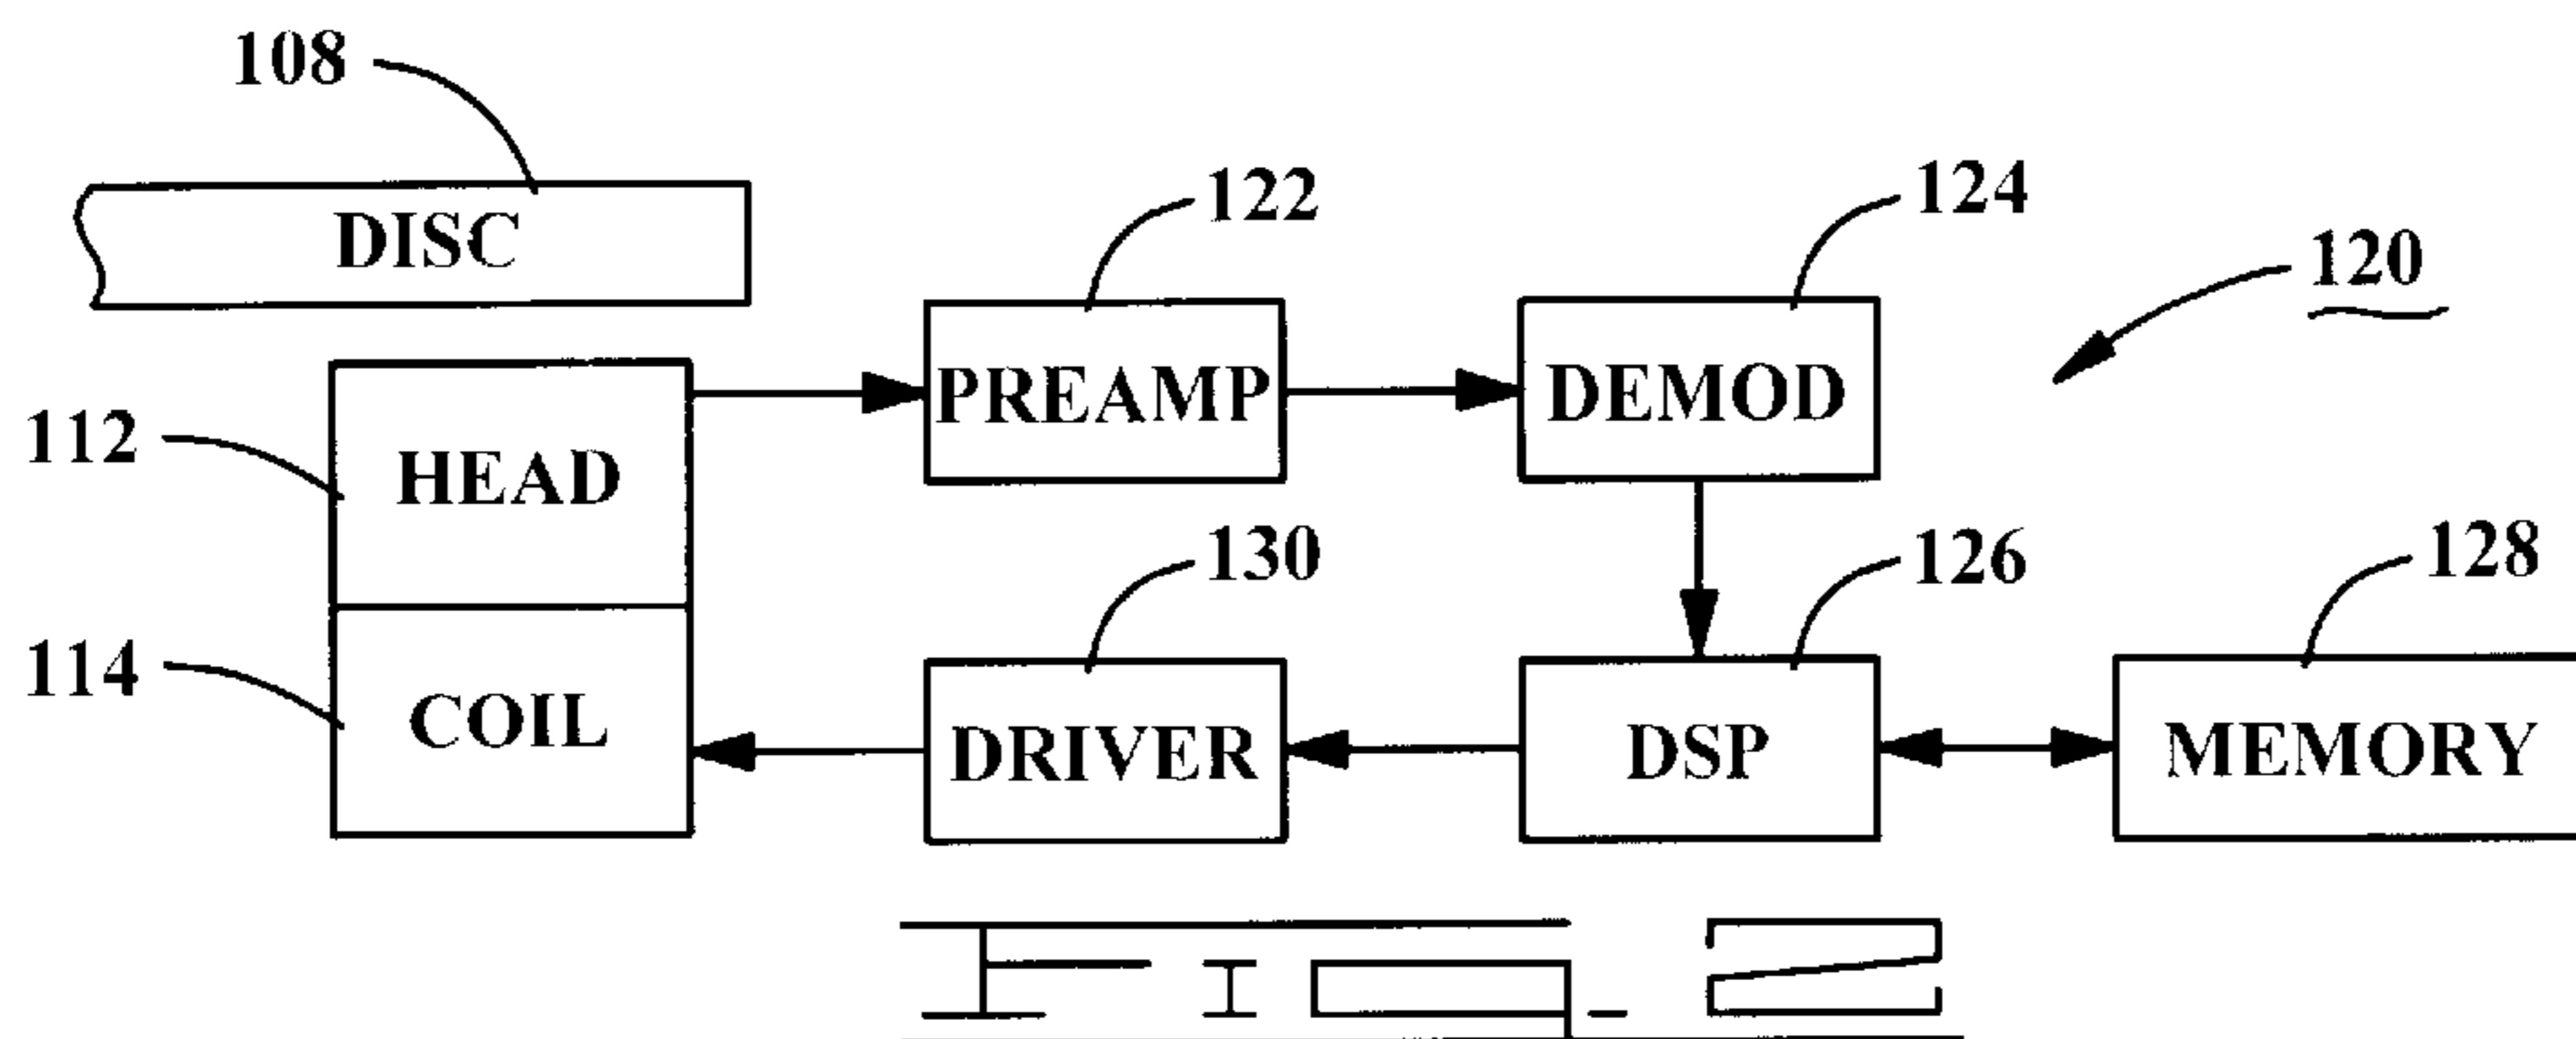 108
DISC
122
124
120
PREAMP
DEMOD
112
HEAD
130
126
128
114
COIL
DRIVER
DSP
MEMORY
FIG. 2